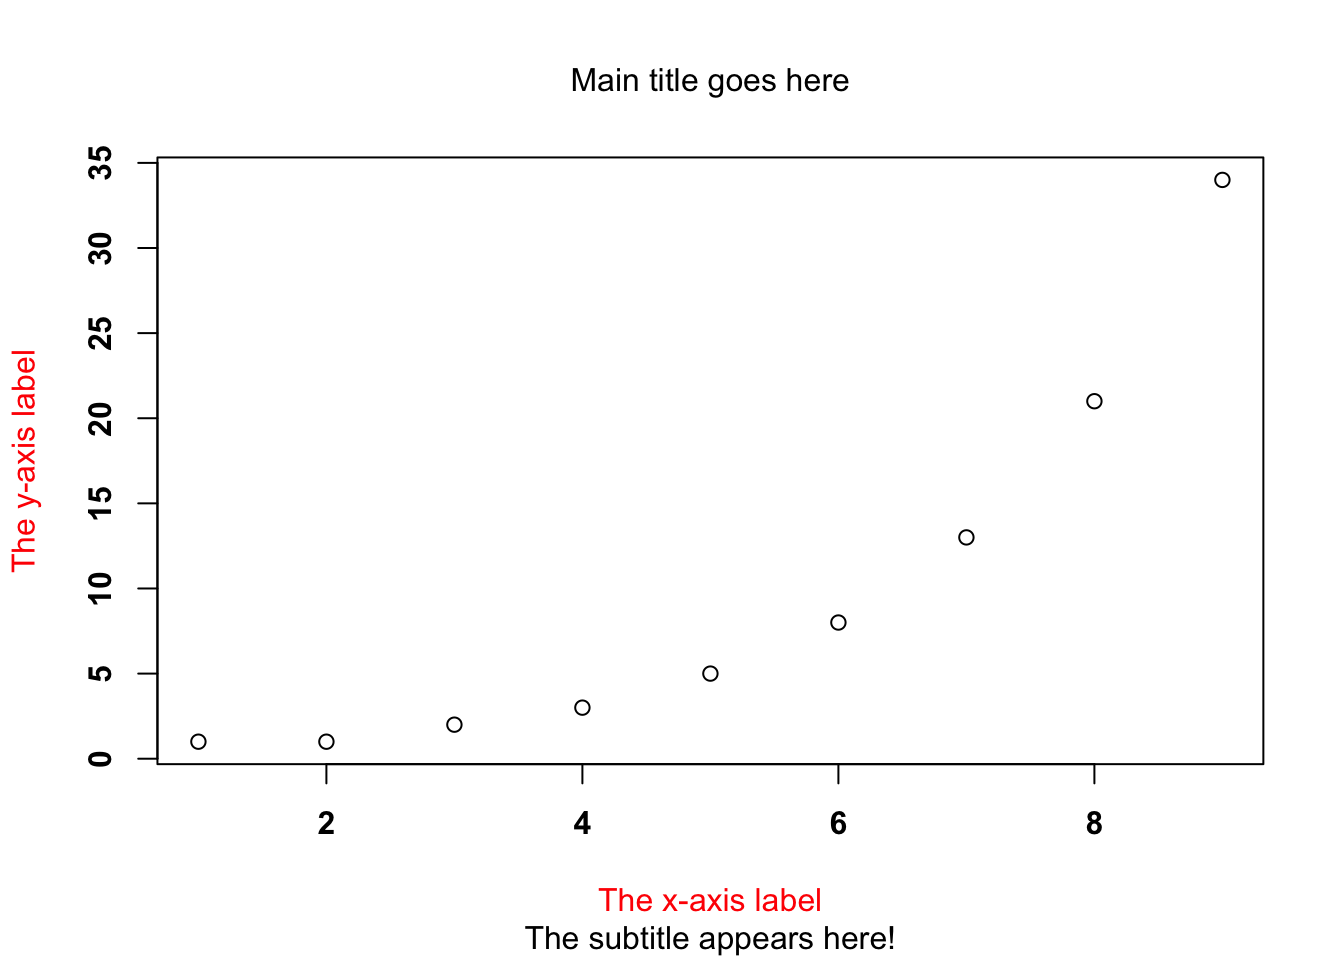 Main title goes here
35
30
25
20
15
10
5
0
The y-axis label
2 4 6 8
The x-axis label
The subtitle appears here!